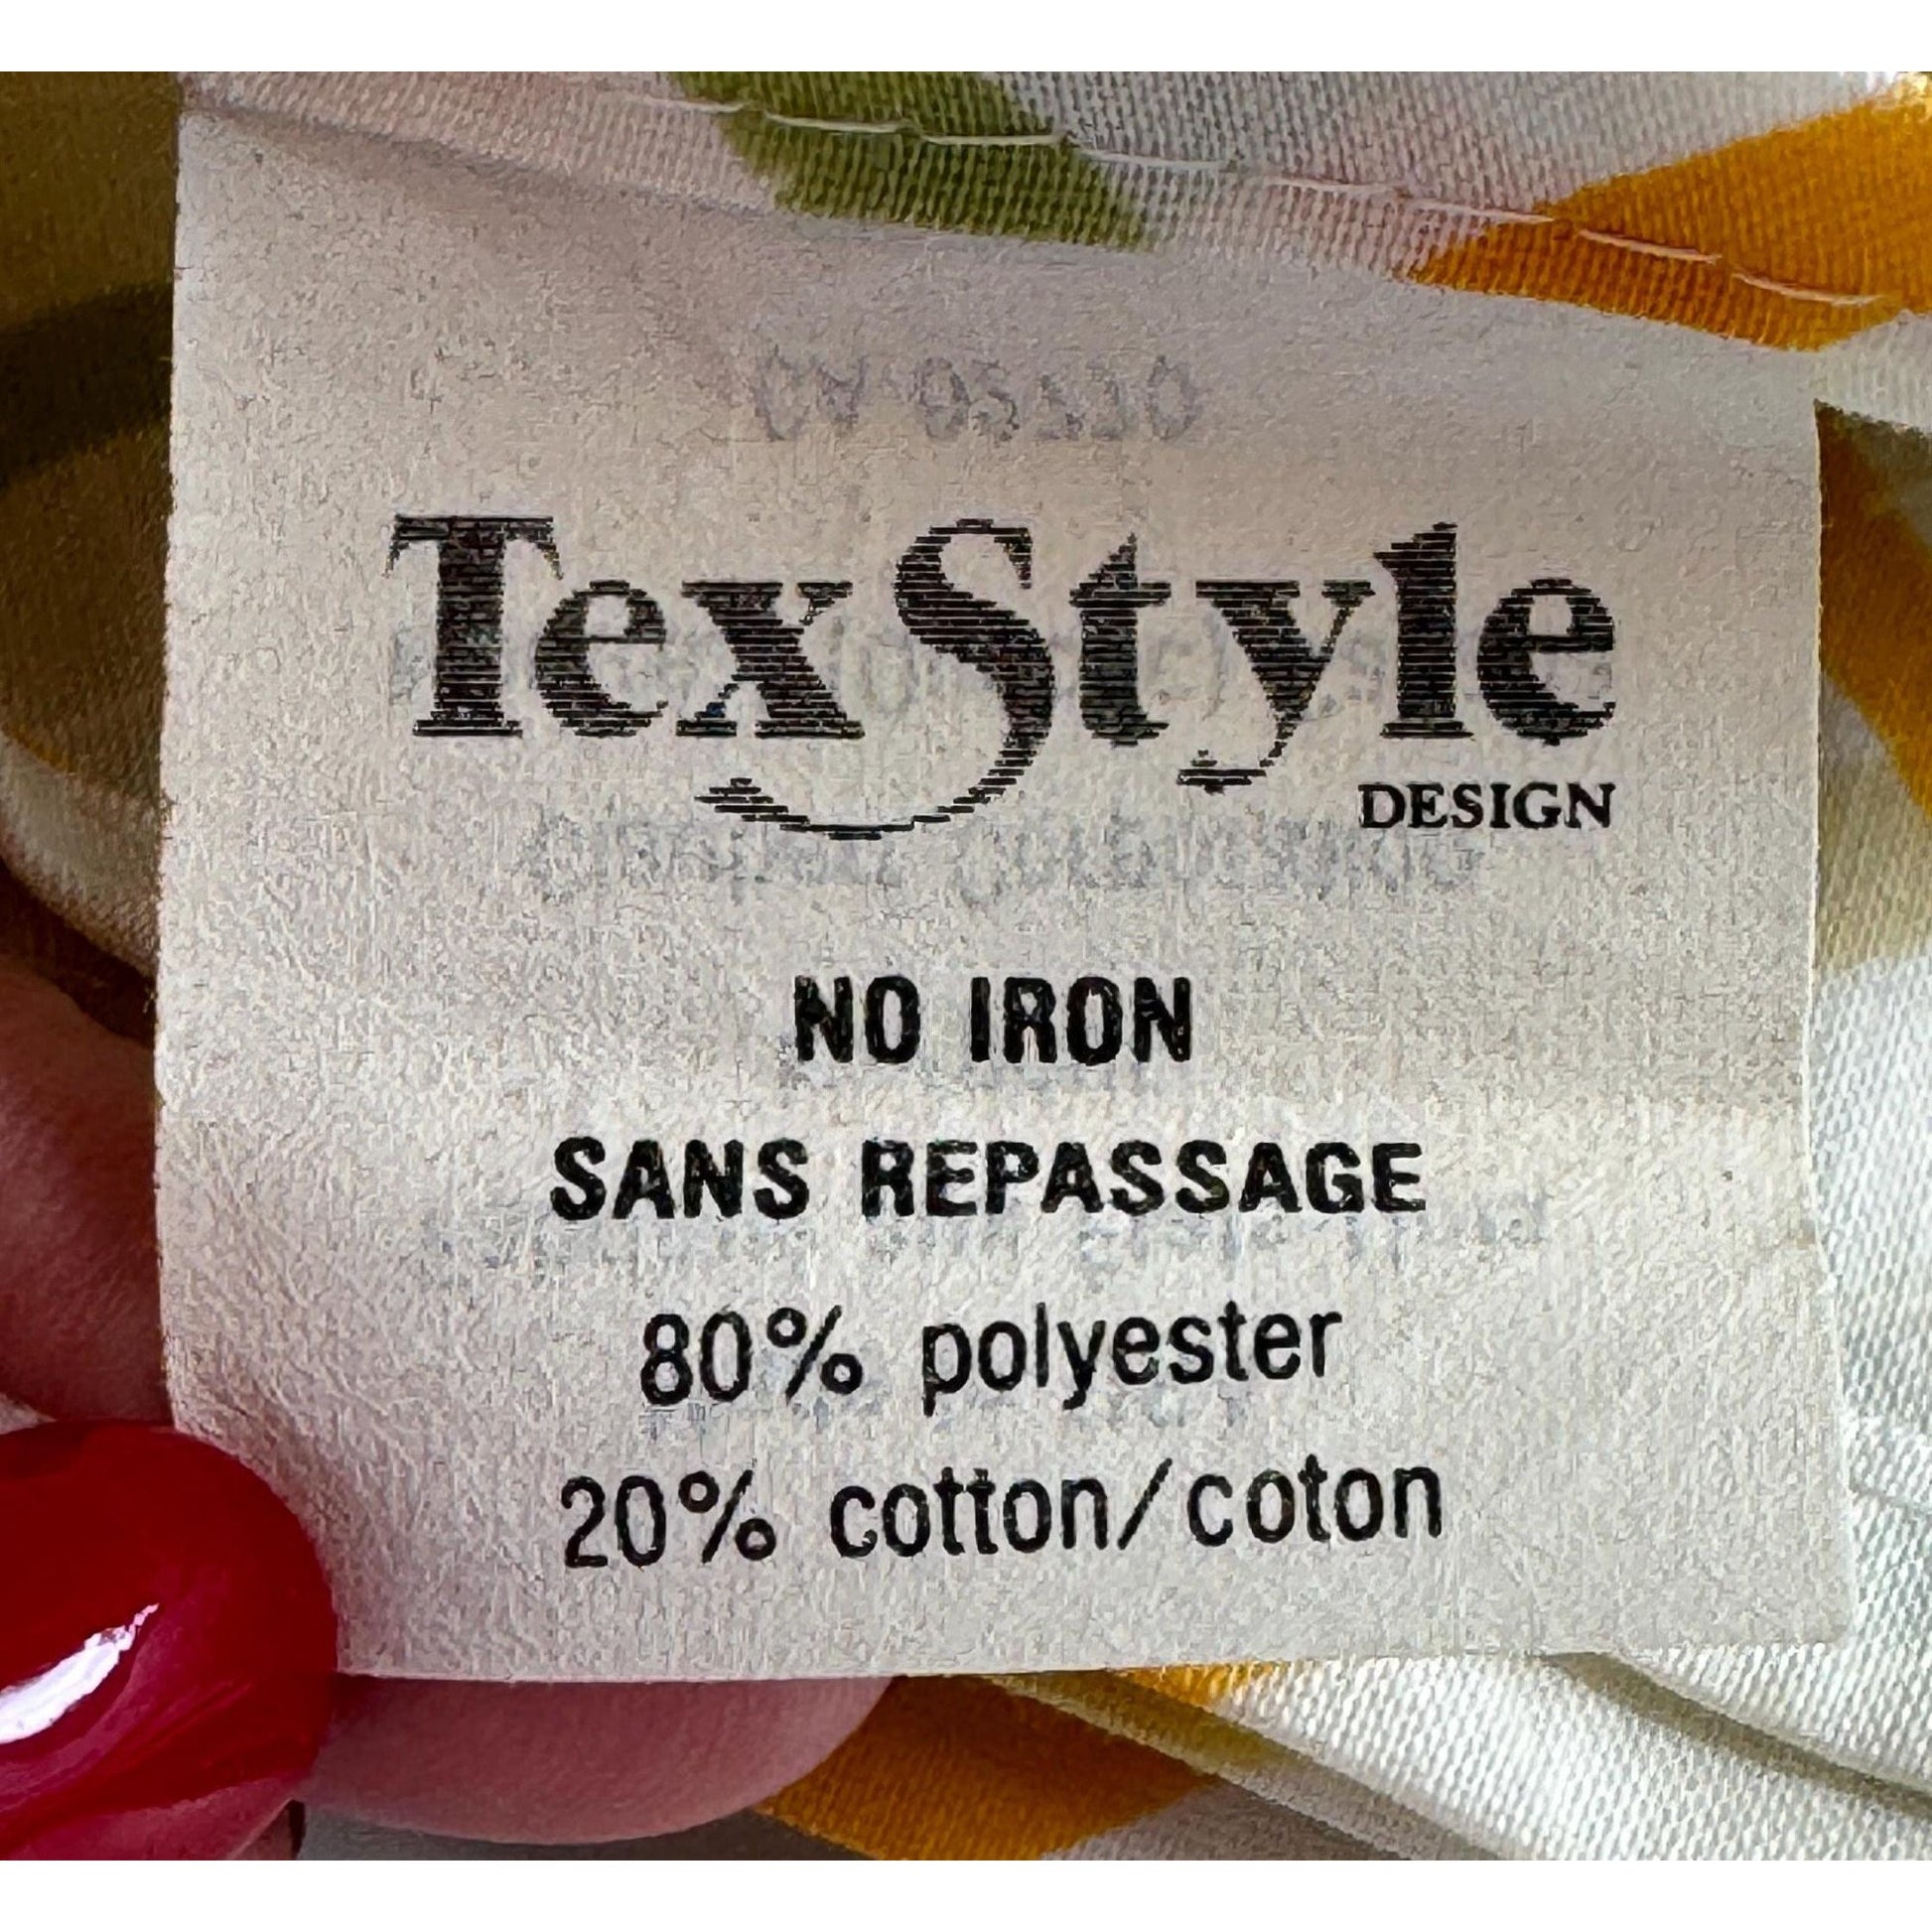 TexStyle
DESIGN
NO IRON
SANS REPASSAGE
80% polyester
20% cotton/coton